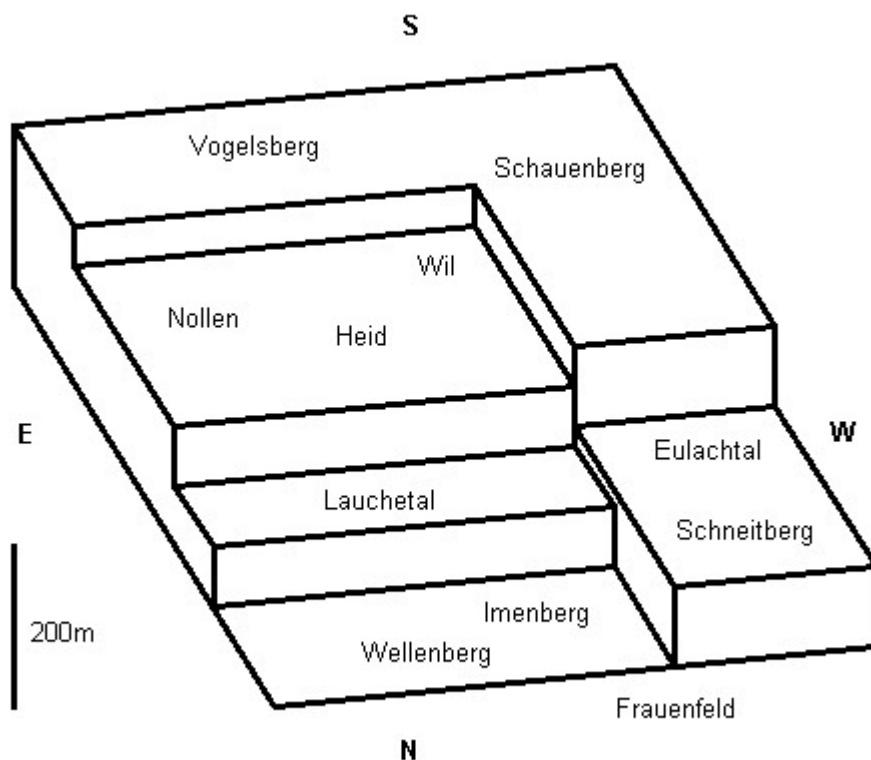 S
Vogelsberg
Schauenberg
Wil
Nollen
Heid
E
W
Eulachtal
Lauchetal
Schneitberg
Imenberg
200m
Wellenberg
Frauenfeld
N